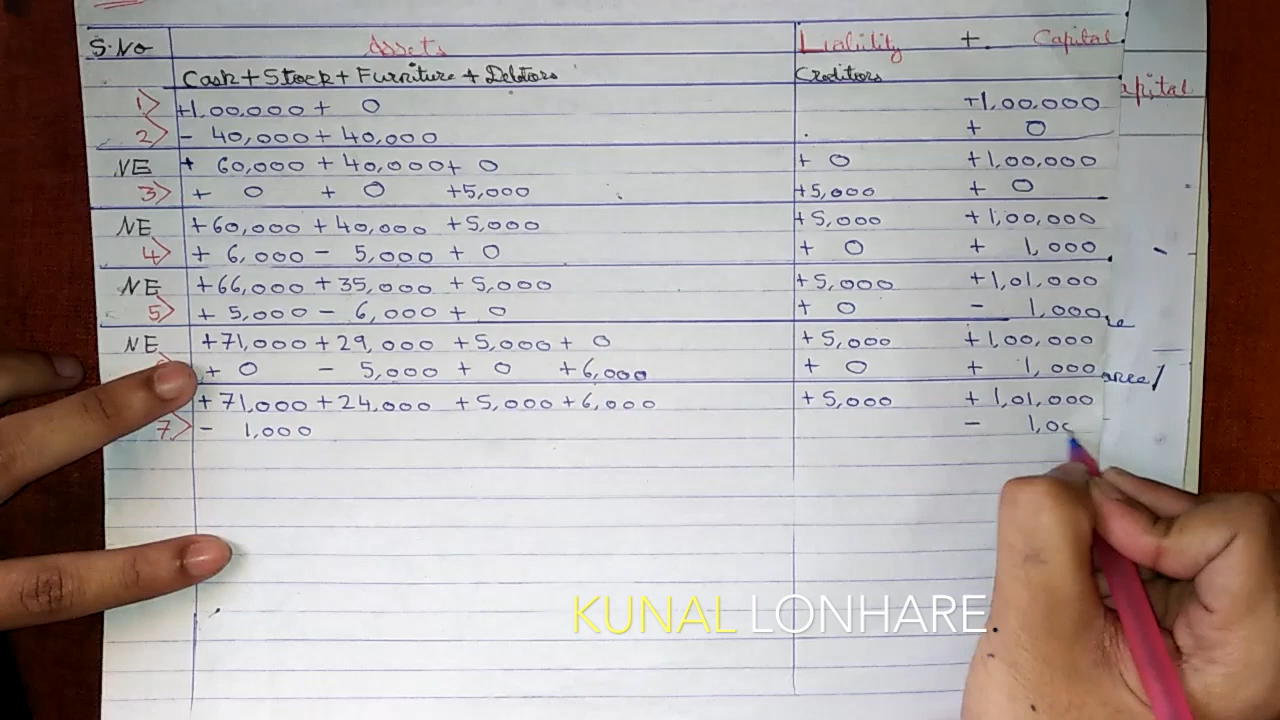 S.No Assets Liability + Capital
Cash + Stock + Furniture + Debtors Creditors
apital
1> +1,00,000 + 0 +1,00,000
2> - 40,000 + 40,000 + 0
NE + 60,000 + 40,000 + 0 + 0 +1,00,000
3> + 0 + 0 +5,000 +5,000 + 0
NE +60,000 + 40,000 +5,000 +5,000 +1,00,000
4> + 6,000 - 5,000 + 0 + 0 + 1,000
NE +66,000 +35,000 +5,000 +5,000 +1,01,000
5> + 5,000 - 6,000 + 0 + 0 - 1,000
NE +71,000 +29,000 +5,000 + 0 +5,000 +1,00,000
+ 0 - 5,000 + 0 +6,000 + 0 + 1,000
+71,000 +24,000 +5,000 +6,000 +5,000 +1,01,000
7> - 1,000 - 1,00
KUNAL LONHARE.